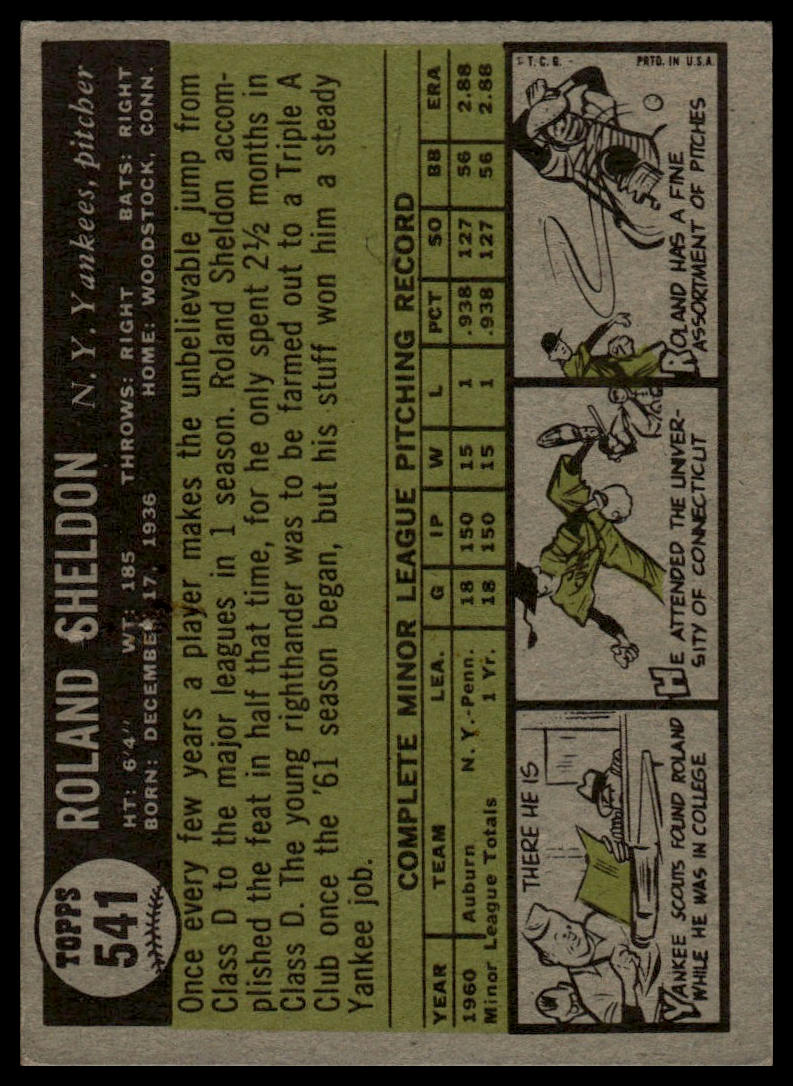 TOPPS
541
ROLAND SHELDON N. Y. Yankees, pitcher
HT: 6'4" WT: 185 THROWS: RIGHT BATS: RIGHT
BORN: DECEMBER 17, 1936 HOME: WOODSTOCK, CONN.
Once every few years a player makes the unbelievable jump from
Class D to the major leagues in 1 season. Roland Sheldon accom-
plished the feat in half that time, for he only spent 2½ months in
Class D. The young righthander was to be farmed out to a Triple A
Club once the '61 season began, but his stuff won him a steady
Yankee job.
COMPLETE MINOR LEAGUE PITCHING RECORD
YEAR TEAM LEA. G IP W L PCT SO BB ERA
1960 Auburn N. Y.-Penn. 18 150 15 1 .938 127 56 2.88
Minor League Totals 1 Yr. 18 150 15 1 .938 127 56 2.88
THERE HE IS
YANKEE SCOUTS FOUND ROLAND
WHILE HE WAS IN COLLEGE
HE ATTENDED THE UNIVER-
SITY OF CONNECTICUT
T. C. G. PRTD. IN U.S.A.
ROLAND HAS A FINE
ASSORTMENT OF PITCHES